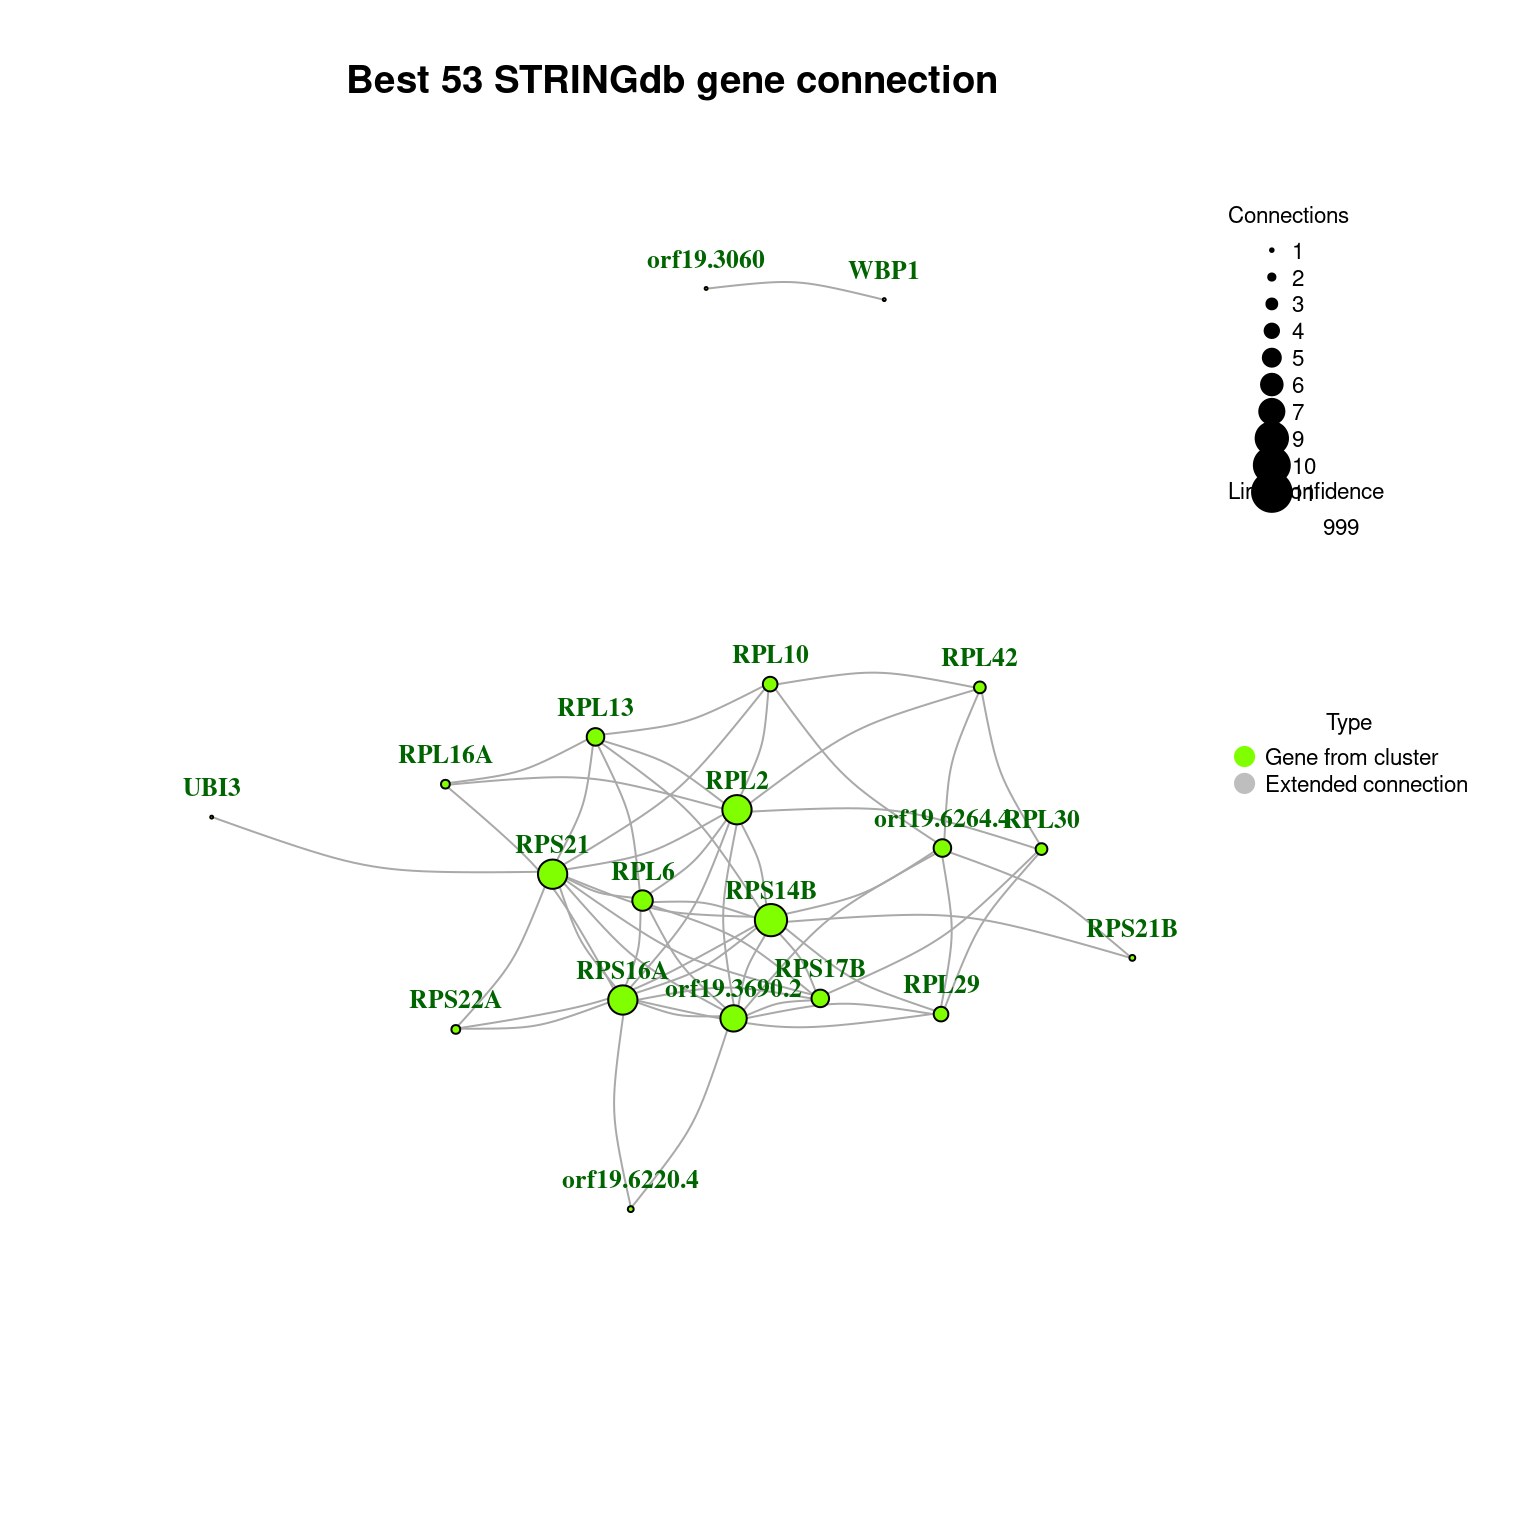 Best 53 STRINGdb gene connection
Connections
1
2
3
4
5
6
7
9
10
11
999
Type
Gene from cluster
Extended connection
orf19.3060
WBP1
RPL10
RPL42
RPL13
RPL16A
RPL2
UBI3
orf19.6264.4
RPL30
RPS21
RPL6
RPS14B
RPS21B
RPS16A
RPS17B
orf19.3690.2
RPL29
RPS22A
orf19.6220.4